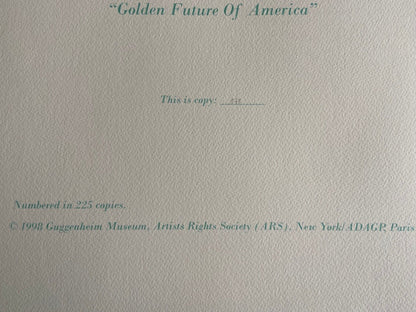 "Golden Future Of America"
This is copy:
Numbered in 225 copies.
© 1998 Guggenheim Museum, Artists Rights Society (ARS), New York/ADAGP, Paris